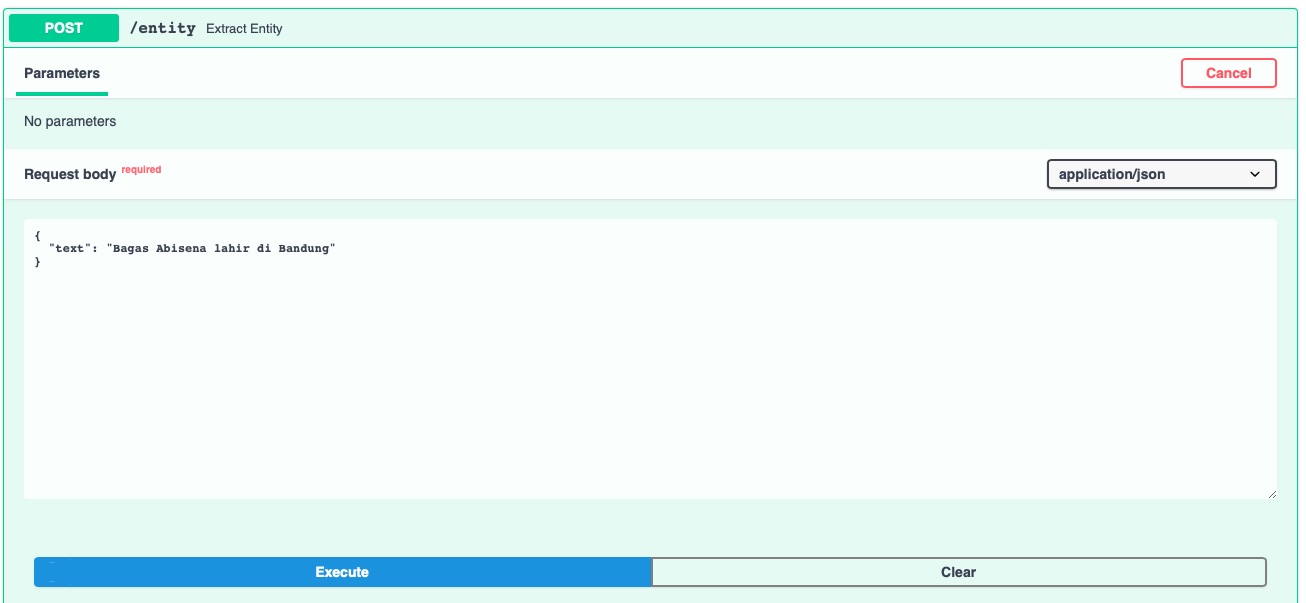 POST /entity Extract Entity
Parameters Cancel
No parameters
Request body required application/json
{
"text": "Bagas Abisena lahir di Bandung"
}
Execute Clear